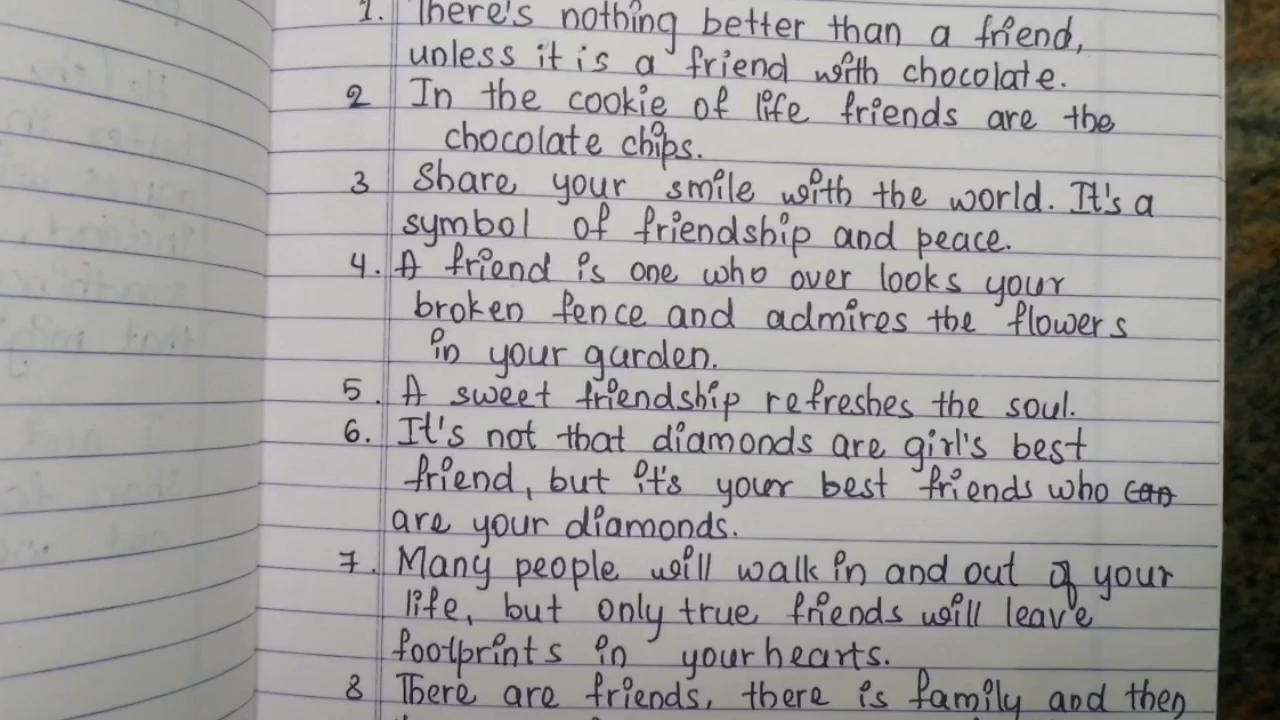 1. There's nothing better than a friend,
unless it is a friend with chocolate.
2 In the cookie of life friends are the
chocolate chips.
3 Share your smile with the world. It's a
symbol of friendship and peace.
4. A friend is one who over looks your
broken fence and admires the flowers
in your garden.
5. A sweet friendship refreshes the soul.
6. It's not that diamonds are girl's best
friend, but it's your best friends who can
are your diamonds.
7. Many people will walk in and out of your
life, but only true friends will leave
footprints in your hearts.
8 There are friends, there is family and then